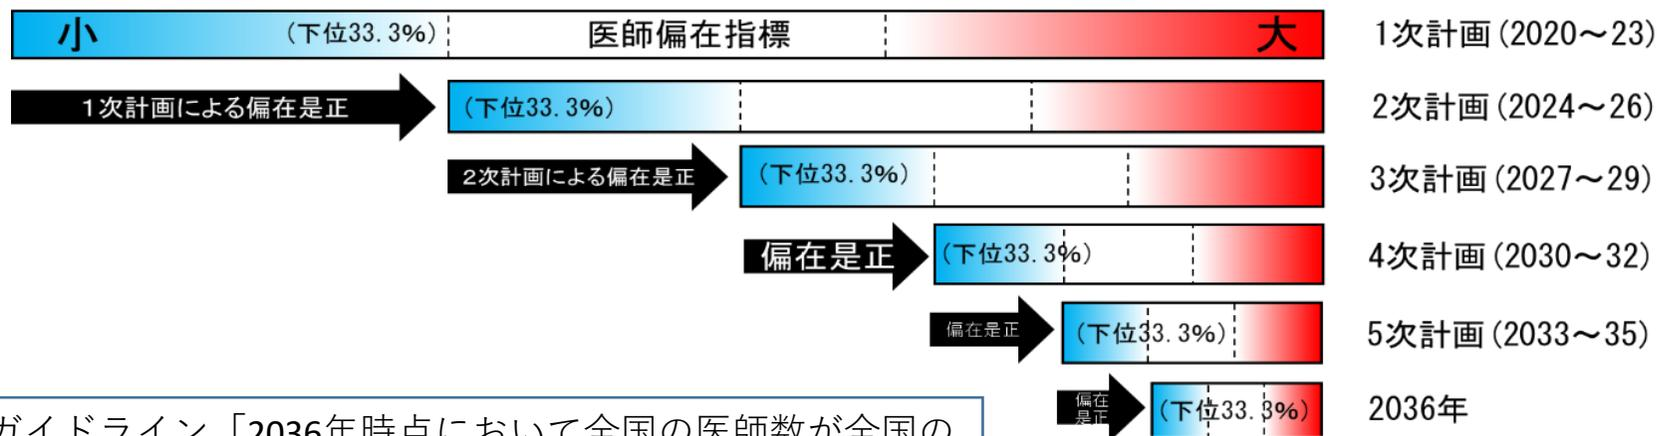 小 (下位33.3%) 医師偏在指標 大 1次計画(2020～23)
1次計画による偏在是正 (下位33.3%) 2次計画(2024～26)
2次計画による偏在是正 (下位33.3%) 3次計画(2027～29)
偏在是正 (下位33.3%) 4次計画(2030～32)
偏在是正 (下位33.3%) 5次計画(2033～35)
偏在
是正 (下位33.3%) 2036年
ガイドライン「2036年時点において全国の医師数が全国の